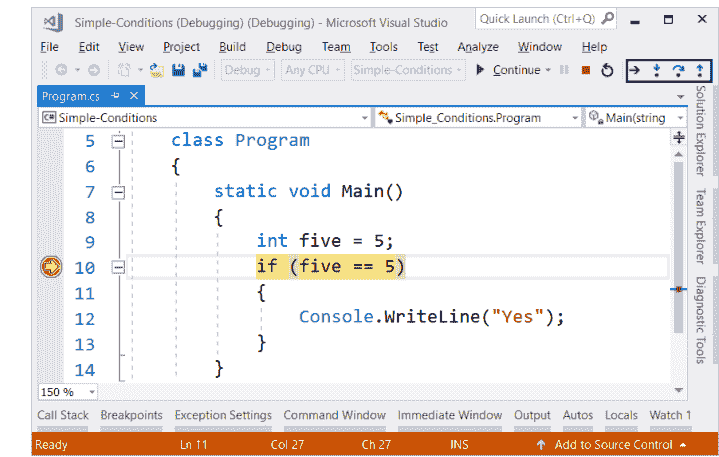 Simple-Conditions (Debugging) (Debugging) - Microsoft Visual Studio Quick Launch (Ctrl+Q)
File Edit View Project Build Debug Team Tools Test Analyze Window Help
Debug Any CPU Simple-Conditions Continue
Program.cs
C# Simple-Conditions Simple_Conditions.Program Main(string
5 class Program
6 {
7 static void Main()
8 {
9 int five = 5;
10 if (five == 5)
11 {
12 Console.WriteLine("Yes");
13 }
14 }
150 %
Solution Explorer
Team Explorer
Diagnostic Tools
Call Stack Breakpoints Exception Settings Command Window Immediate Window Output Autos Locals Watch 1
Ready Ln 11 Col 27 Ch 27 INS Add to Source Control